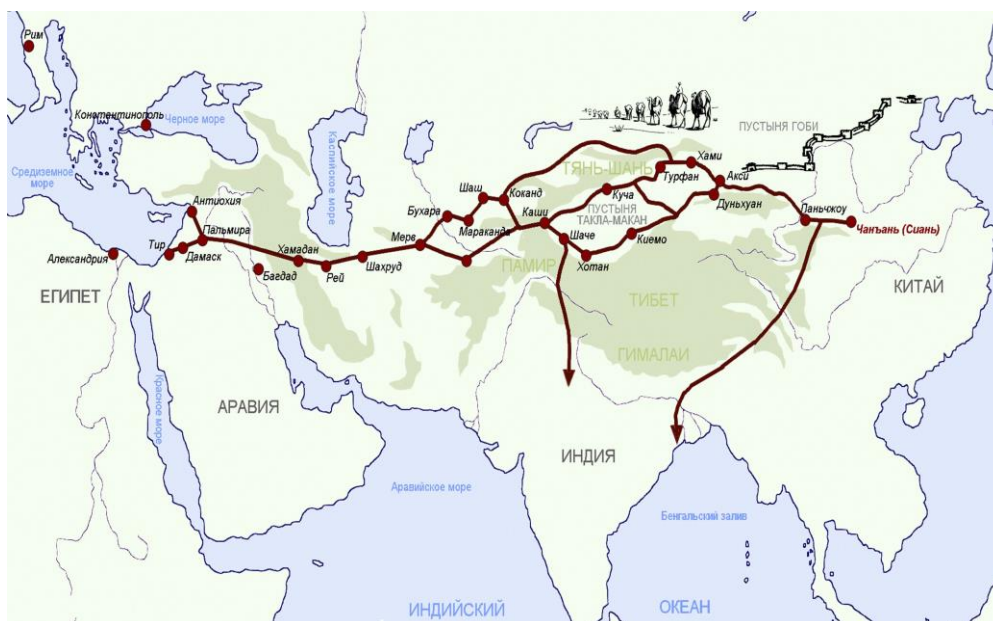 Рим
Константинополь
Черное море
Каспийское море
Средиземное
море
Антиохия
Пальмира
Тир
Дамаск
Александрия
ЕГИПЕТ
Багдад
Хамадан
Рей
Шахруд
Мерв
Бухара
Мараканда
Шаш
Коканд
Каши
Шаче
Хотан
Киемо
Куча
Турфан
Хами
Аксй
Дуньхуан
Ланьчжоу
Чанъань (Сиань)
ТЯНЬ-ШАНЬ
ПУСТЫНЯ
ТАКЛА-МАКАН
ПУСТЫНЯ ГОБИ
ПАМИР
ТИБЕТ
ГИМАЛАИ
КИТАЙ
Красное море
АРАВИЯ
ИНДИЯ
Аравийское море
Бенгальский залив
ИНДИЙСКИЙ
ОКЕАН